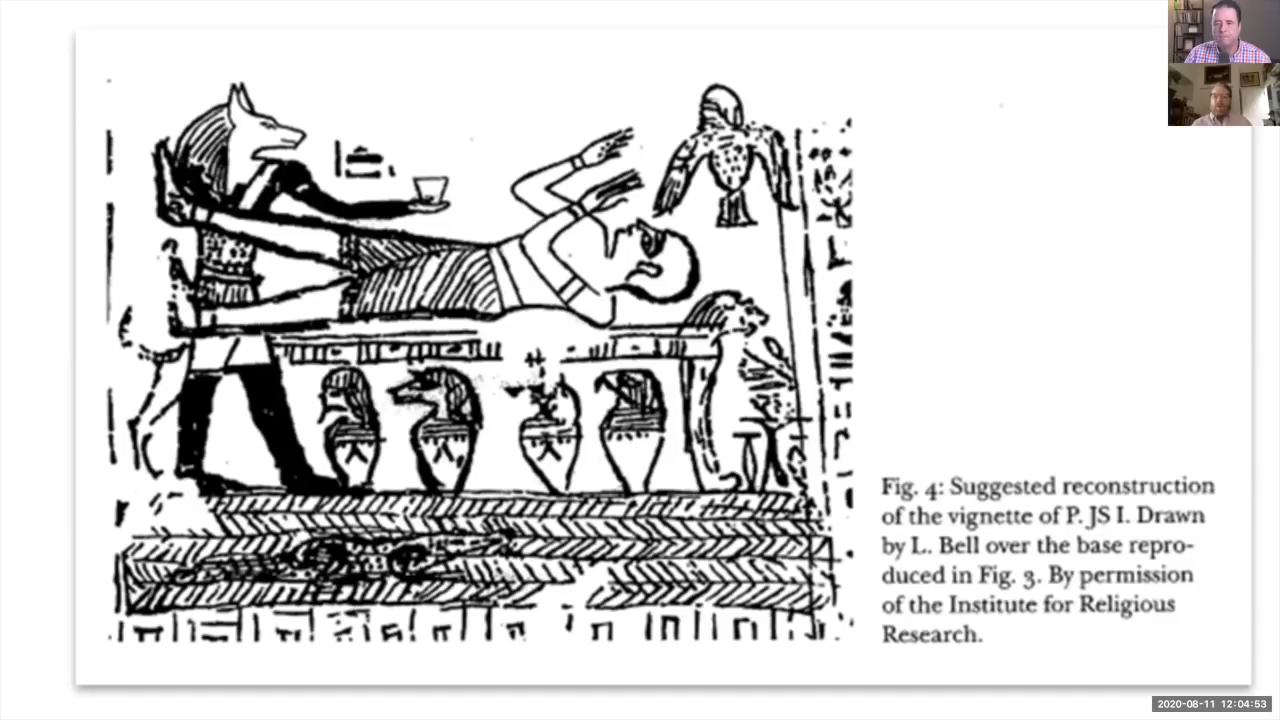 Fig. 4: Suggested reconstruction
of the vignette of P. JS I. Drawn
by L. Bell over the base repro-
duced in Fig. 3. By permission
of the Institute for Religious
Research.
2020-08-11 12:04:53